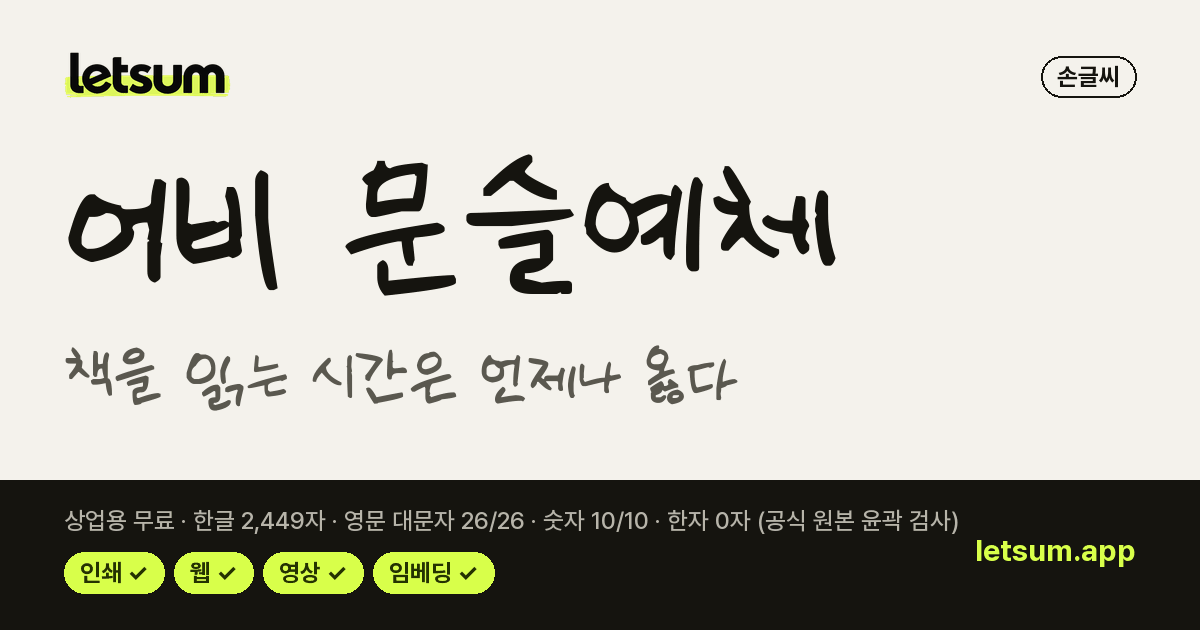 letsum
손글씨
어비 문슬예체
책을 읽는 시간은 언제나 옳다
상업용 무료 · 한글 2,449자 · 영문 대문자 26/26 · 숫자 10/10 · 한자 0자 (공식 원본 윤곽 검사)
인쇄 ✓ 웹 ✓ 영상 ✓ 임베딩 ✓
letsum.app